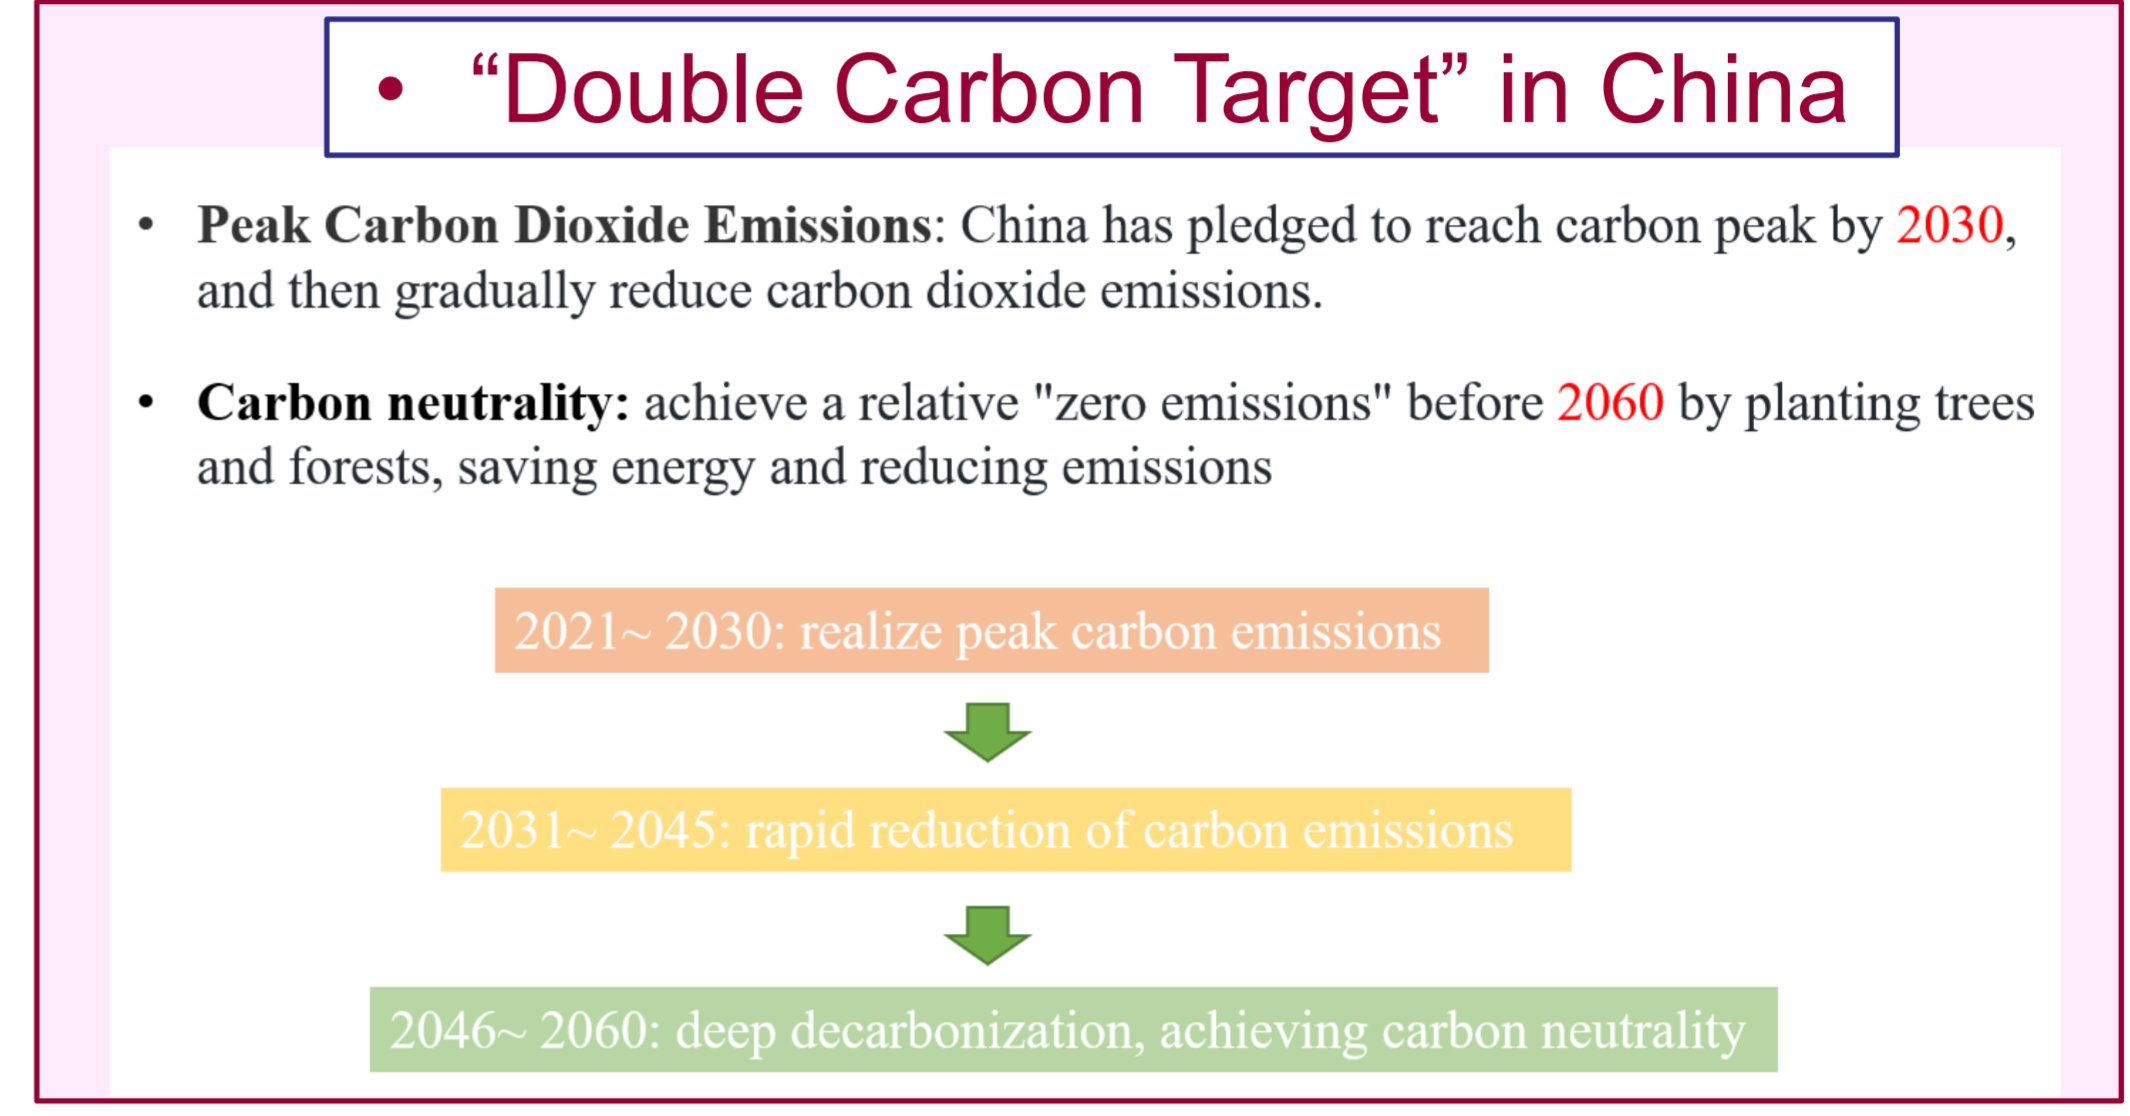 • “Double Carbon Target” in China
• Peak Carbon Dioxide Emissions: China has pledged to reach carbon peak by 2030,
and then gradually reduce carbon dioxide emissions.
• Carbon neutrality: achieve a relative "zero emissions" before 2060 by planting trees
and forests, saving energy and reducing emissions
2021~ 2030: realize peak carbon emissions
2031~ 2045: rapid reduction of carbon emissions
2046~ 2060: deep decarbonization, achieving carbon neutrality